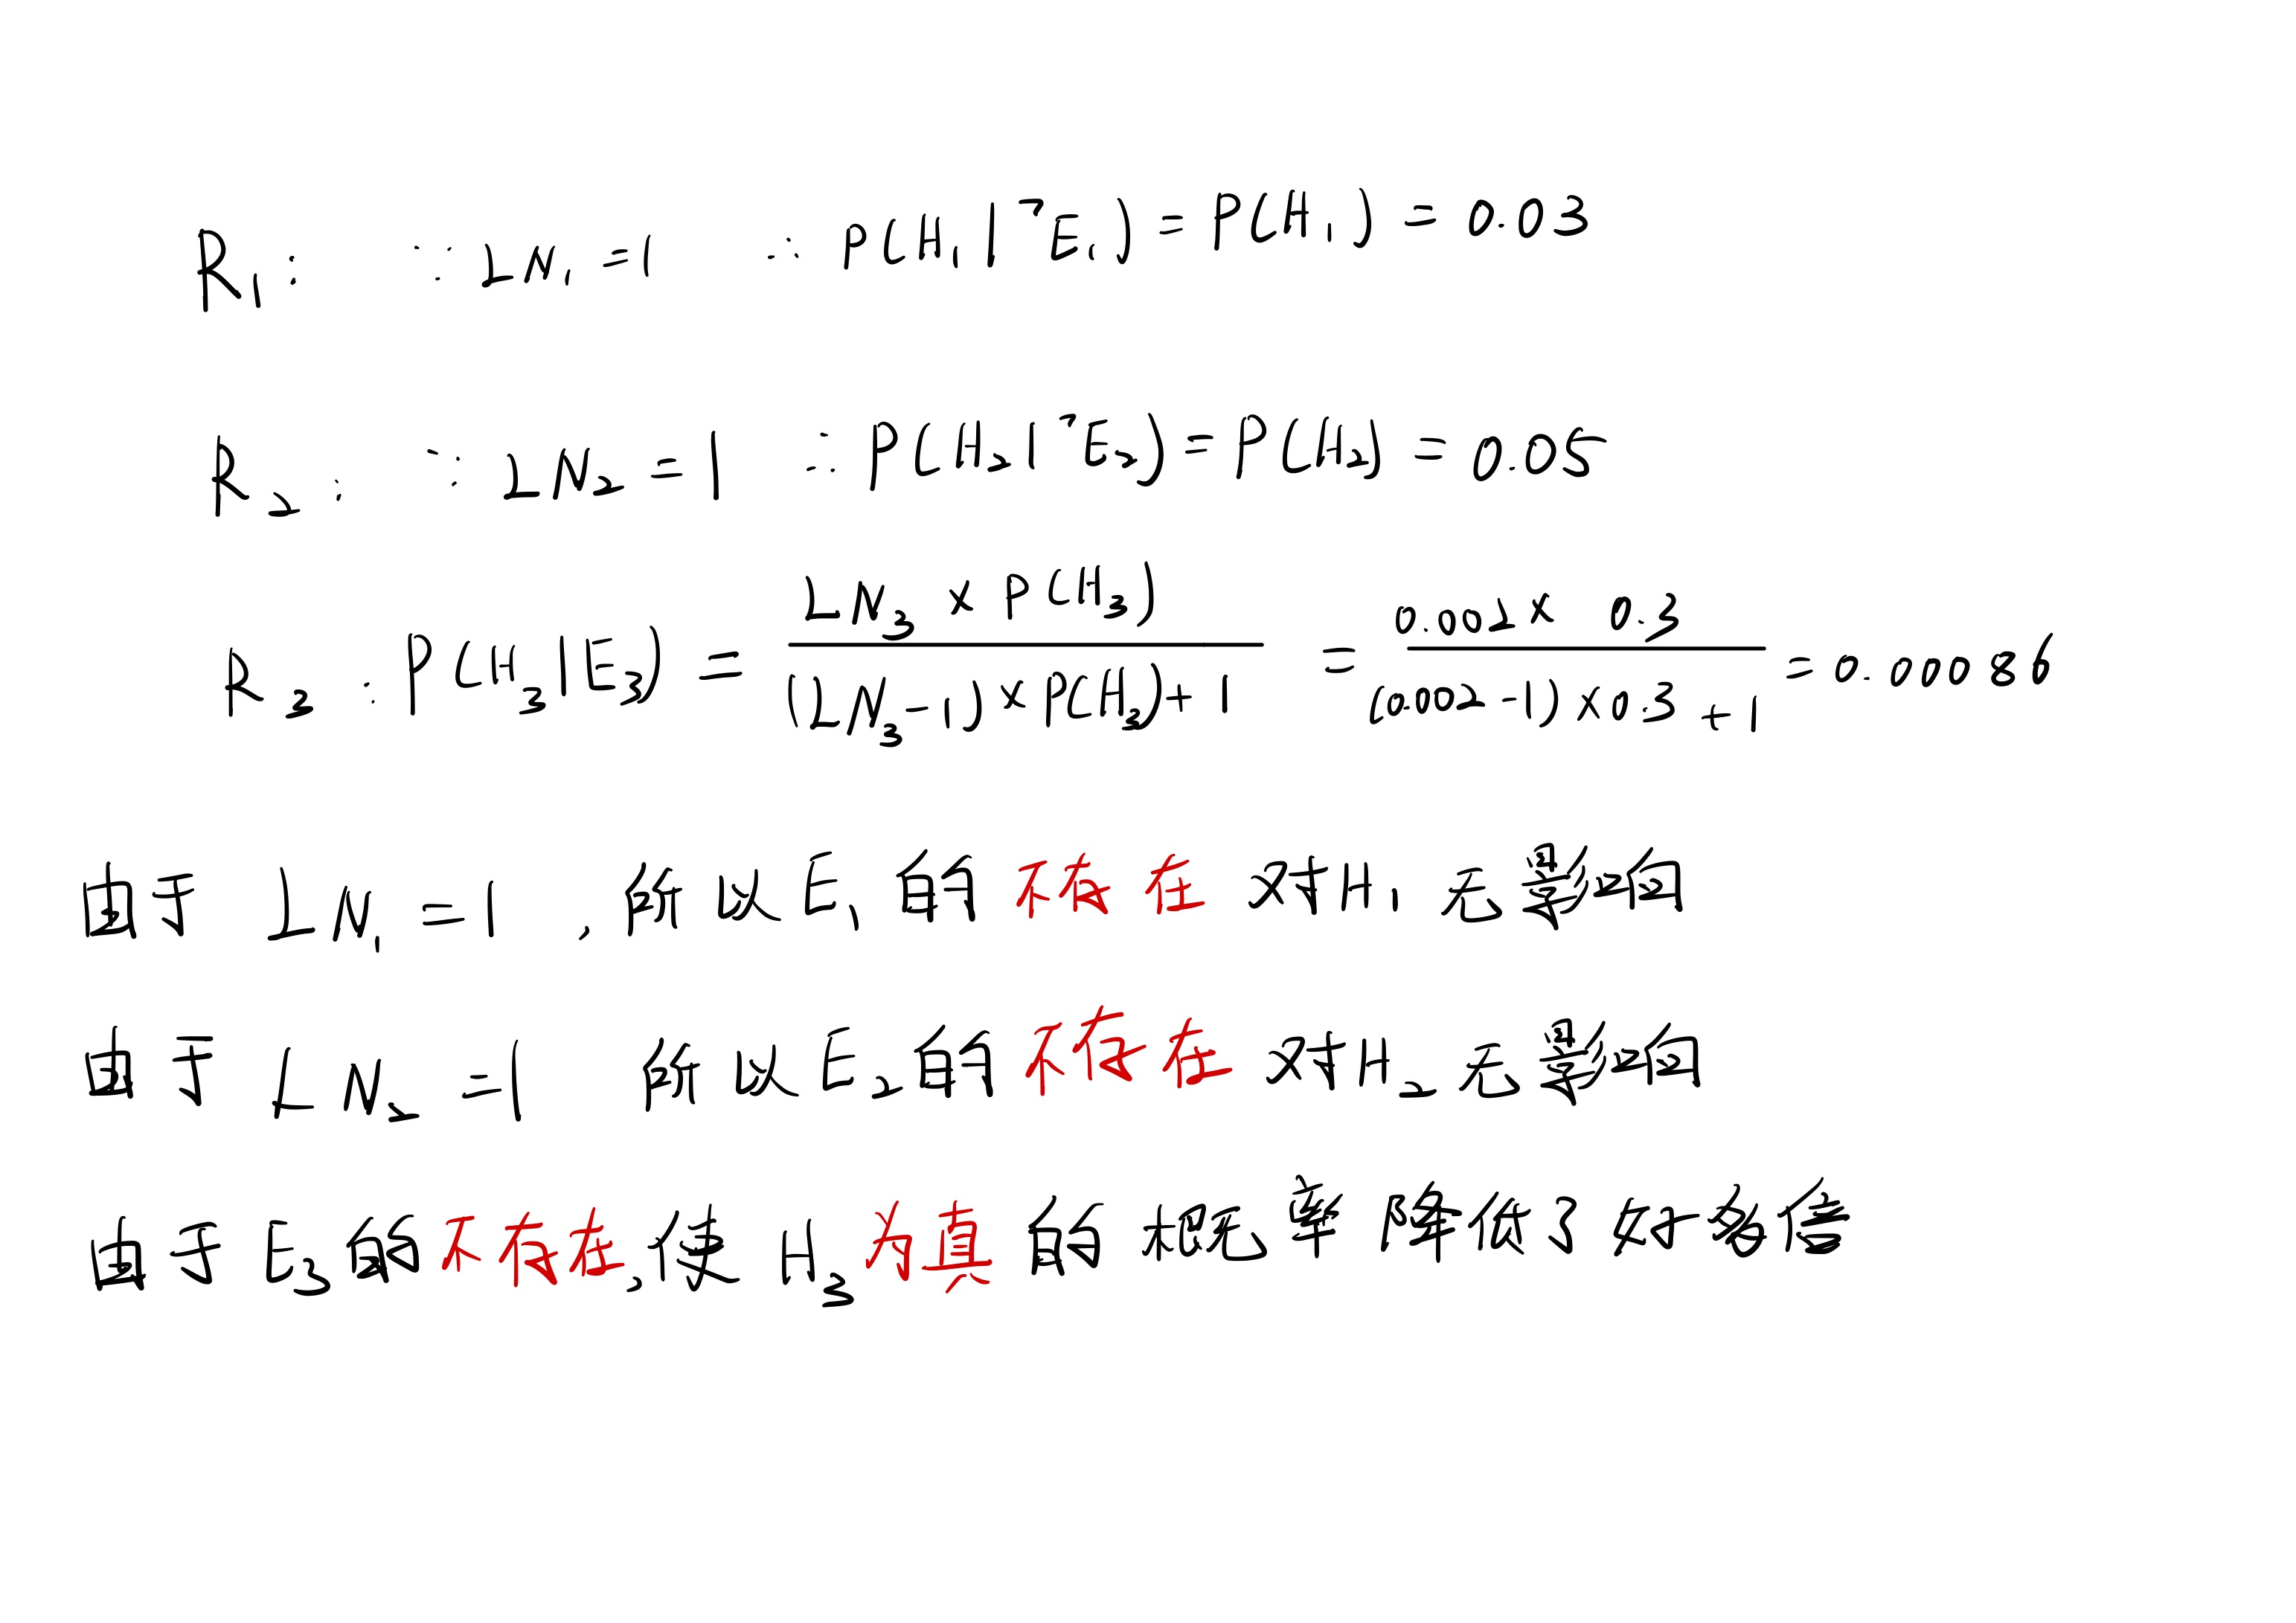 R₁: ∵ LN₁ = 1 ∴ P(H₁|¬E₁) = P(H₁) = 0.03
R₂: ∵ LN₂ = 1 ∴ P(H₂|¬E₂) = P(H₂) = 0.05
R₃: P(H₃|E₃) = LN₃ × P(H₃) / (LN₃ - 1) × P(H₃) + 1 = 0.002 × 0.3 / (0.002 - 1) × 0.3 + 1 = 0.00086
由于 LN₁ = 1 , 所以E₁的不存在对H₁无影响
由于 LN₂ = 1 所以E₂的不存在对H₂无影响
由于E₃的不存在,使H₃为真的概率降低了好多倍